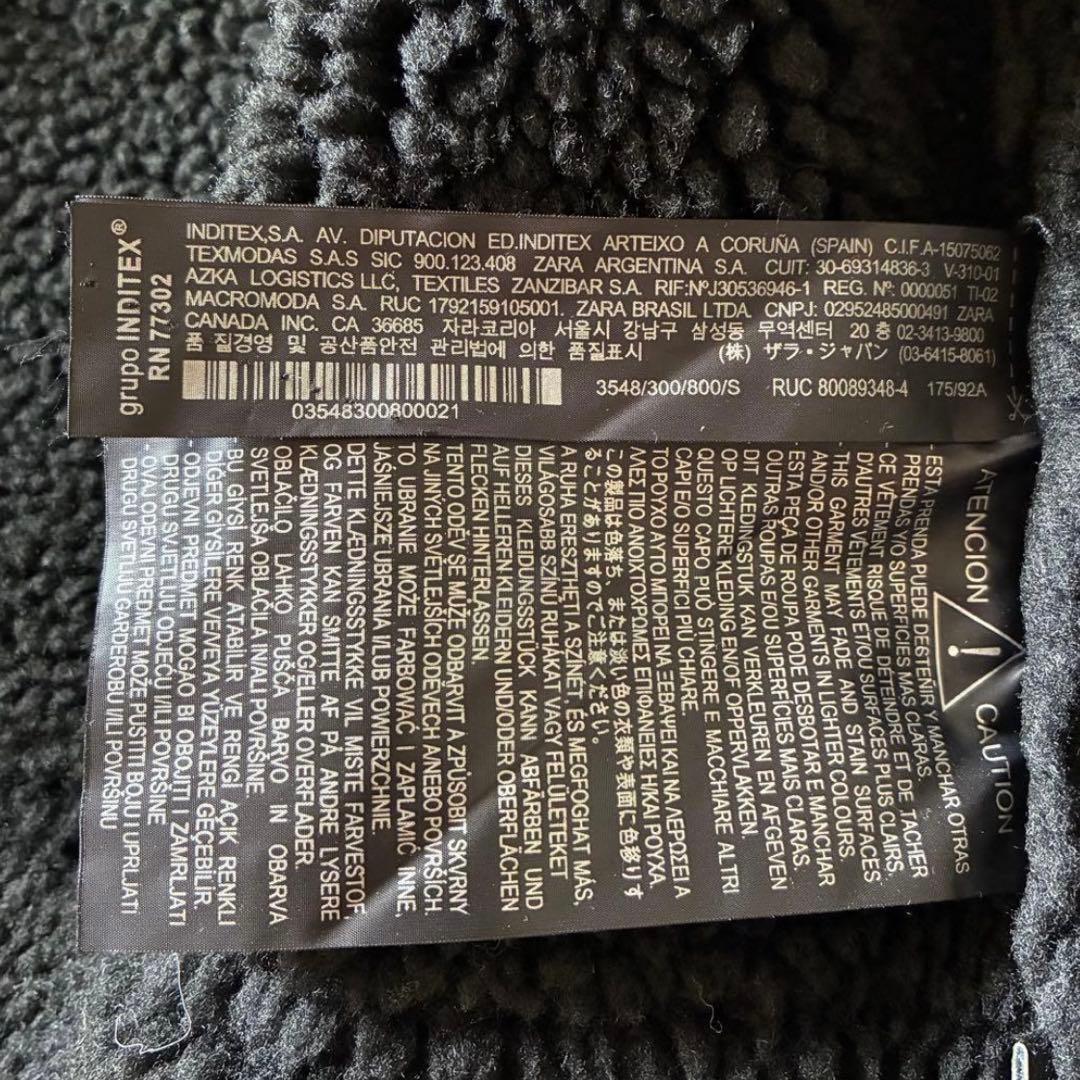 grupo INDITEX®
RN 77302
INDITEX,S.A. AV. DIPUTACION ED.INDITEX ARTEIXO A CORUÑA (SPAIN) C.I.F.A-15075062
TEXMODAS S.A.S SIC 900.123.408 ZARA ARGENTINA S.A. CUIT: 30-69314836-3 V-310-01
AZKA LOGISTICS LLC, TEXTILES ZANZIBAR S.A. RIF:NºJ30536946-1 REG. Nº: 0000051 TI-02
MACROMODA S.A. RUC 1792159105001. ZARA BRASIL LTDA. CNPJ: 02952485000491 ZARA
CANADA INC. CA 36685 자라코리아 서울시 강남구 삼성동 무역센터 20 층 02-3413-9800
품 질경영 및 공산품안전 관리법에 의한 품질표시 (株) ザラ・ジャパン (03-6415-8061)
3548/300/800/S RUC 80089348-4 175/92A
03548300800021
ATENCION ! CAUTION
- ESTA PRENDA PUEDE DESTEÑIR Y MANCHAR OTRAS
PRENDAS Y/O SUPERFICIES MAS CLARAS.
- CE VÊTEMENT RISQUE DE DÉTEINDRE ET DE TACHER
D'AUTRES VÊTEMENTS ET/OU SURFACES PLUS CLAIRS.
THIS GARMENT MAY FADE AND STAIN SURFACES
AND/OR OTHER GARMENTS IN LIGHTER COLOURS.
ESTA PEÇA DE ROUPA PODE DESBOTAR E MANCHAR
OUTRAS ROUPAS E/OU SUPERFÍCIES MAIS CLARAS.
DIT KLEDINGSTUK KAN VERKLEUREN EN AFGEVEN
OP LICHTERE KLEDING EN/OF OPPERVLAKKEN
QUESTO CAPO PUÒ STINGERE E MACCHIARE ALTRI
CAPI E/O SUPERFICI PIÙ CHIARE.
ΤΟ ΡΟΥΧΟ ΑΥΤΟ ΜΠΟΡΕΙ ΝΑ ΞΕΒΑΨΕΙ ΚΑΙ ΝΑ ΛΕΡΩΣΕΙ Α
ΛΛΕΣ ΠΙΟ ΑΝΟΙΧΤΟΧΡΩΜΕΣ ΕΠΙΦΑΝΕΙΕΣ Η/ΚΑΙ ΡΟΥΧΑ.
この製品は色落ち、または淡い色の衣類や表面に色移りす
ることがありますのでご注意ください。
A RUHA ERESZTHETI A SZÍNÉT, ÉS MEGFOGHAT MÁS,
VILÁGOSABB SZÍNŰ RUHÁKAT VAGY FELÜLETEKET
DIESES KLEIDUNGSSTÜCK KANN ABFÄRBEN UND
AUF HELLEREN KLEIDERN UND/ODER OBERFLÄCHEN
FLECKEN HINTERLASSEN.
TENTO ODĚV SE MŮŽE ODBARVIT A ZPŮSOBIT SKVRNY
NA JINÝCH SVĚTLEJŠÍCH ODĚVECH A/NEBO POVRŠÍCH.
TO UBRANIE MOŻE FARBOWAĆ I ZAPLAMIĆ INNE,
JAŚNIEJSZE UBRANIA I/LUB POWIERZCHNIE.
DETTE KLÆDNINGSSTYKKE VIL MISTE FARVESTOF
OG FARVEN KAN SMITTE AF PÅ ANDRE LYSERE
KLÆDNINGSSTYKKER OG/ELLER OVERFLADER.
OBLAČILO LAHKO PUŠČA BARVO IN OBARVA
SVETLEJŠA OBLAČILA IN/ALI POVRŠINE.
BU GİYSİ RENK ATABİLİR VE RENGİ AÇIK RENKLİ
DİĞER GİYSİLERE VE/VEYA YÜZEYLERE GEÇEBİLİR.
ODJEVNI PREDMET MOGAO BI OBOJITI I ZAMRLJATI
DRUGU SVJETLIJU ODJEĆU I/ILI POVRŠINE
- OVAJ ODEVNI PREDMET MOŽE PUSTITI BOJU I UPRLJATI
DRUGU SVETLIJU GARDEROBU I/ILI POVRŠINU